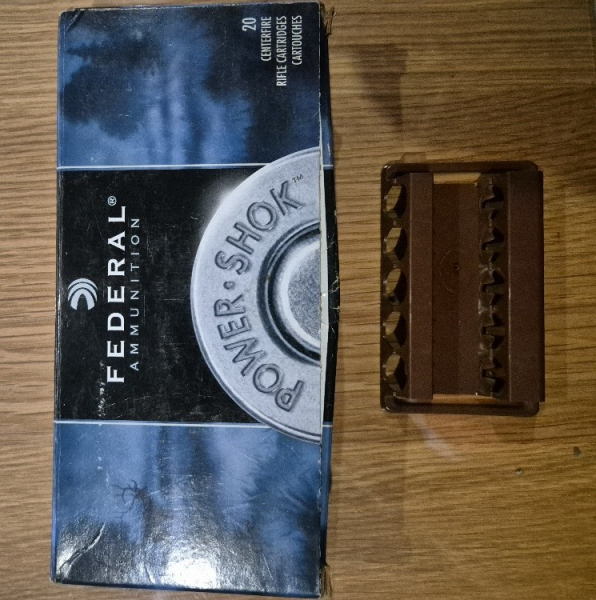 20
CENTERFIRE
RIFLE CARTRIDGES
CARTOUCHES
FEDERAL®
AMMUNITION
POWER·SHOK™